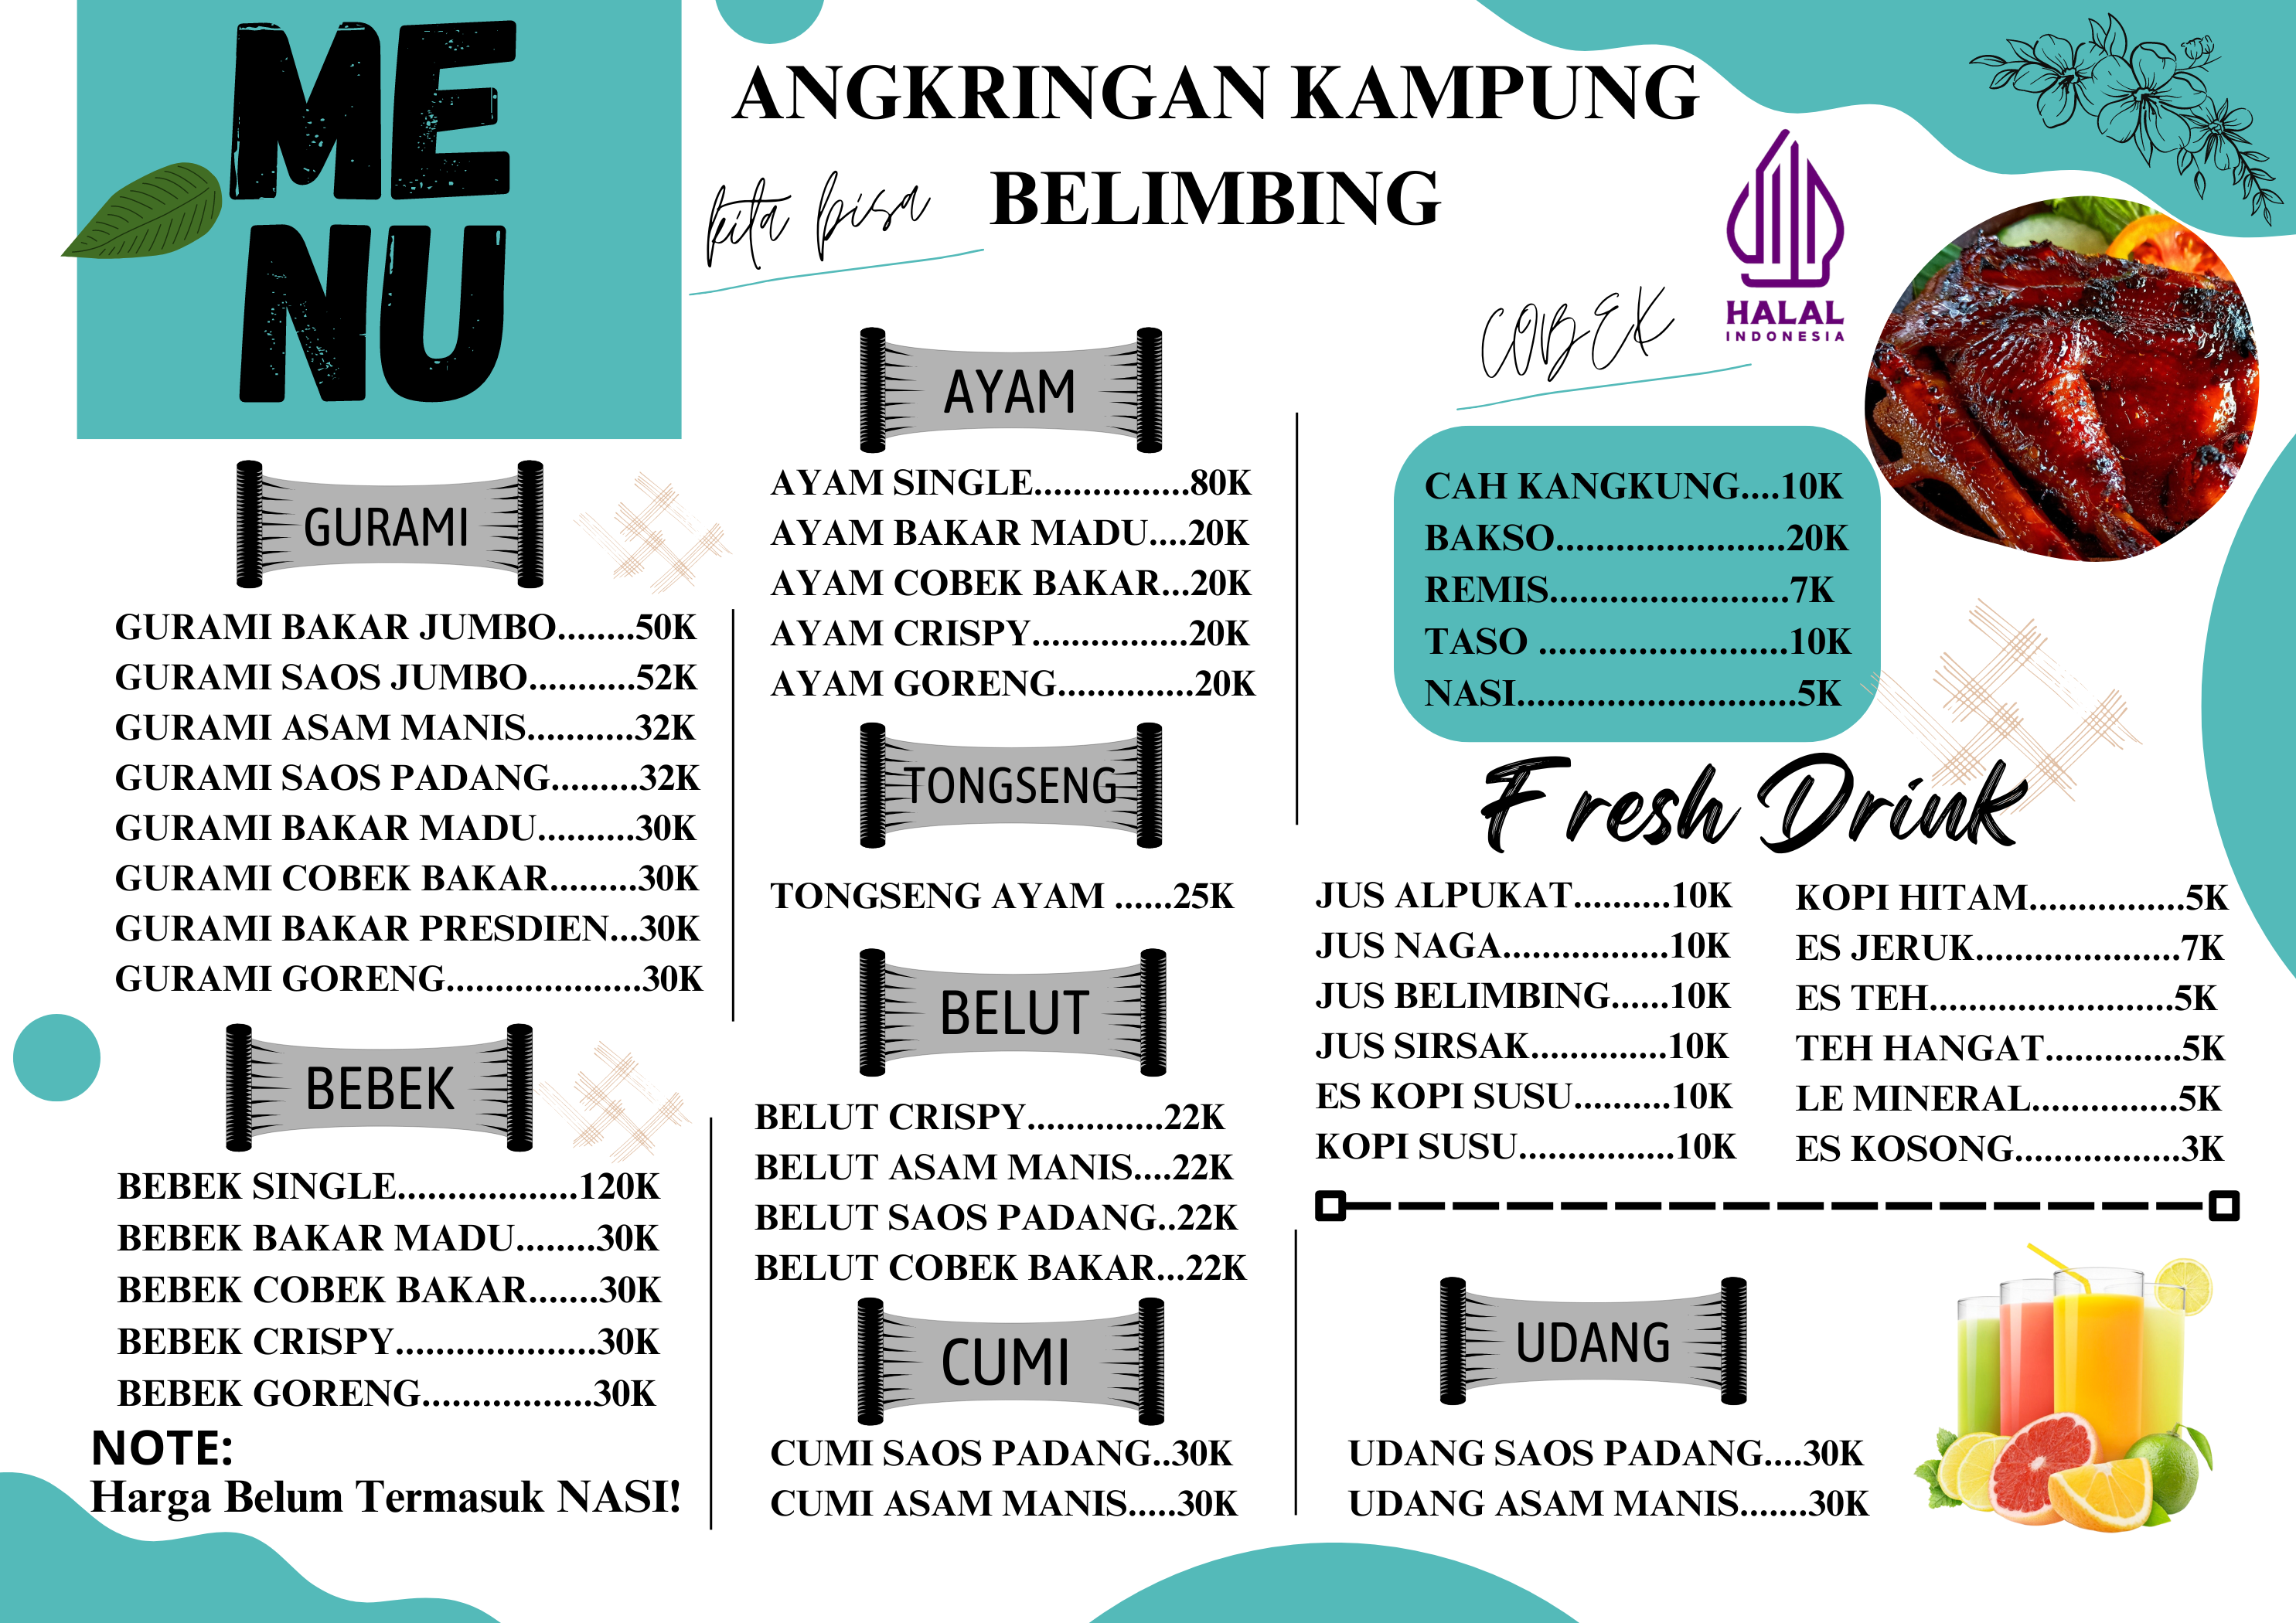 ME
NU
ANGKRINGAN KAMPUNG
BELIMBING
kita bisa
HALAL
INDONESIA
GURAMI
GURAMI BAKAR JUMBO........50K
GURAMI SAOS JUMBO...........52K
GURAMI ASAM MANIS...........32K
GURAMI SAOS PADANG.........32K
GURAMI BAKAR MADU..........30K
GURAMI COBEK BAKAR.........30K
GURAMI BAKAR PRESDIEN...30K
GURAMI GORENG....................30K
BEBEK
BEBEK SINGLE..................120K
BEBEK BAKAR MADU........30K
BEBEK COBEK BAKAR.......30K
BEBEK CRISPY....................30K
BEBEK GORENG.................30K
NOTE:
Harga Belum Termasuk NASI!
AYAM
AYAM SINGLE................80K
AYAM BAKAR MADU....20K
AYAM COBEK BAKAR...20K
AYAM CRISPY................20K
AYAM GORENG..............20K
TONGSENG
TONGSENG AYAM ......25K
BELUT
BELUT CRISPY..............22K
BELUT ASAM MANIS....22K
BELUT SAOS PADANG..22K
BELUT COBEK BAKAR...22K
CUMI
CUMI SAOS PADANG..30K
CUMI ASAM MANIS.....30K
COBEK
CAH KANGKUNG....10K
BAKSO.......................20K
REMIS........................7K
TASO .........................10K
NASI............................5K
Fresh Drink
JUS ALPUKAT..........10K
JUS NAGA.................10K
JUS BELIMBING......10K
JUS SIRSAK..............10K
ES KOPI SUSU..........10K
KOPI SUSU................10K
KOPI HITAM................5K
ES JERUK.....................7K
ES TEH.........................5K
TEH HANGAT..............5K
LE MINERAL...............5K
ES KOSONG.................3K
UDANG
UDANG SAOS PADANG....30K
UDANG ASAM MANIS.......30K